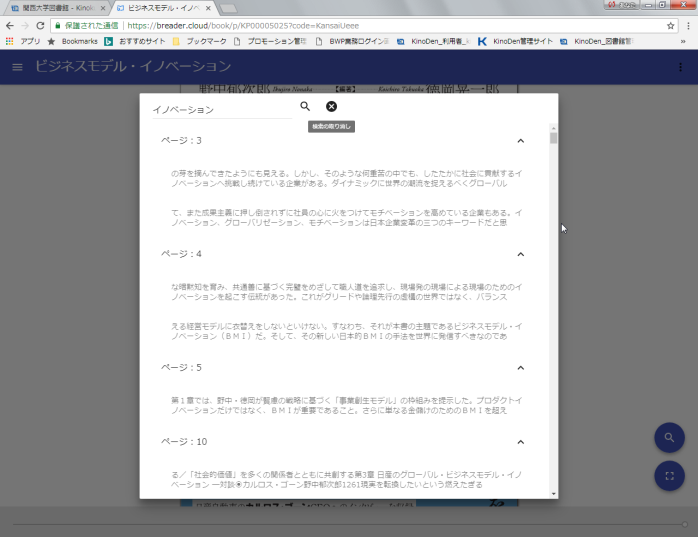 関西大学図書館 - KinoD
ビジネスモデル・イノベ
保護された通信
https://breader.cloud/book/p/KP00005025?code=KansaiUeee
アプリ
Bookmarks
おすすめサイト
ブックマーク
プロモーション管理
BWP業務ログイン
KinoDen_利用者_
KinoDen管理サイト
KinoDen_図書館管
ビジネスモデル・イノベーション
野中郁次郎 Ikujiro Nonaka 【編著】 徳岡晃一郎
イノベーション
検索の取り消し
ページ:3
の芽を摘んできたようにも見える。しかし、そのような何重苦の中でも、したたかに社会に貢献するイ
ノベーションへ挑戦し続けている企業がある。ダイナミックに世界の潮流を捉えるべくグローバル
て、また成果主義に押し倒されずに社員の心に火をつけてモチベーションを高めている企業もある。イ
ノベーション、グローバリゼーション、モチベーションは日本企業変革の三つのキーワードだと思
ページ:4
な暗黙知を育み、共通善に基づく完璧をめざして職人道を追求し、現場発の現場による現場のためのイ
ノベーションを起こす伝統があった。これがグリードや論理先行の虚構の世界ではなく、バランス
える経営モデルに衣替えをしないといけない。すなわち、それが本書の主題であるビジネスモデル・イ
ノベーション(BMI)だ。そして、その新しい日本的BMIの手法を世界に発信すべきなのであ
ページ:5
第1章では、野中・徳岡が賢慮の戦略に基づく「事業創生モデル」の枠組みを提示した。プロダクトイ
ノベーションだけではなく、BMIが重要であること。さらに単なる金儲けのためのBMIを超え
ページ:10
る/「社会的価値」を多くの関係者とともに共創する第3章 日産のグローバル・ビジネスモデル・イノ
ベーション ―対談◉カルロス・ゴーン野中郁次郎1261現実を転換したいという燃えたぎる